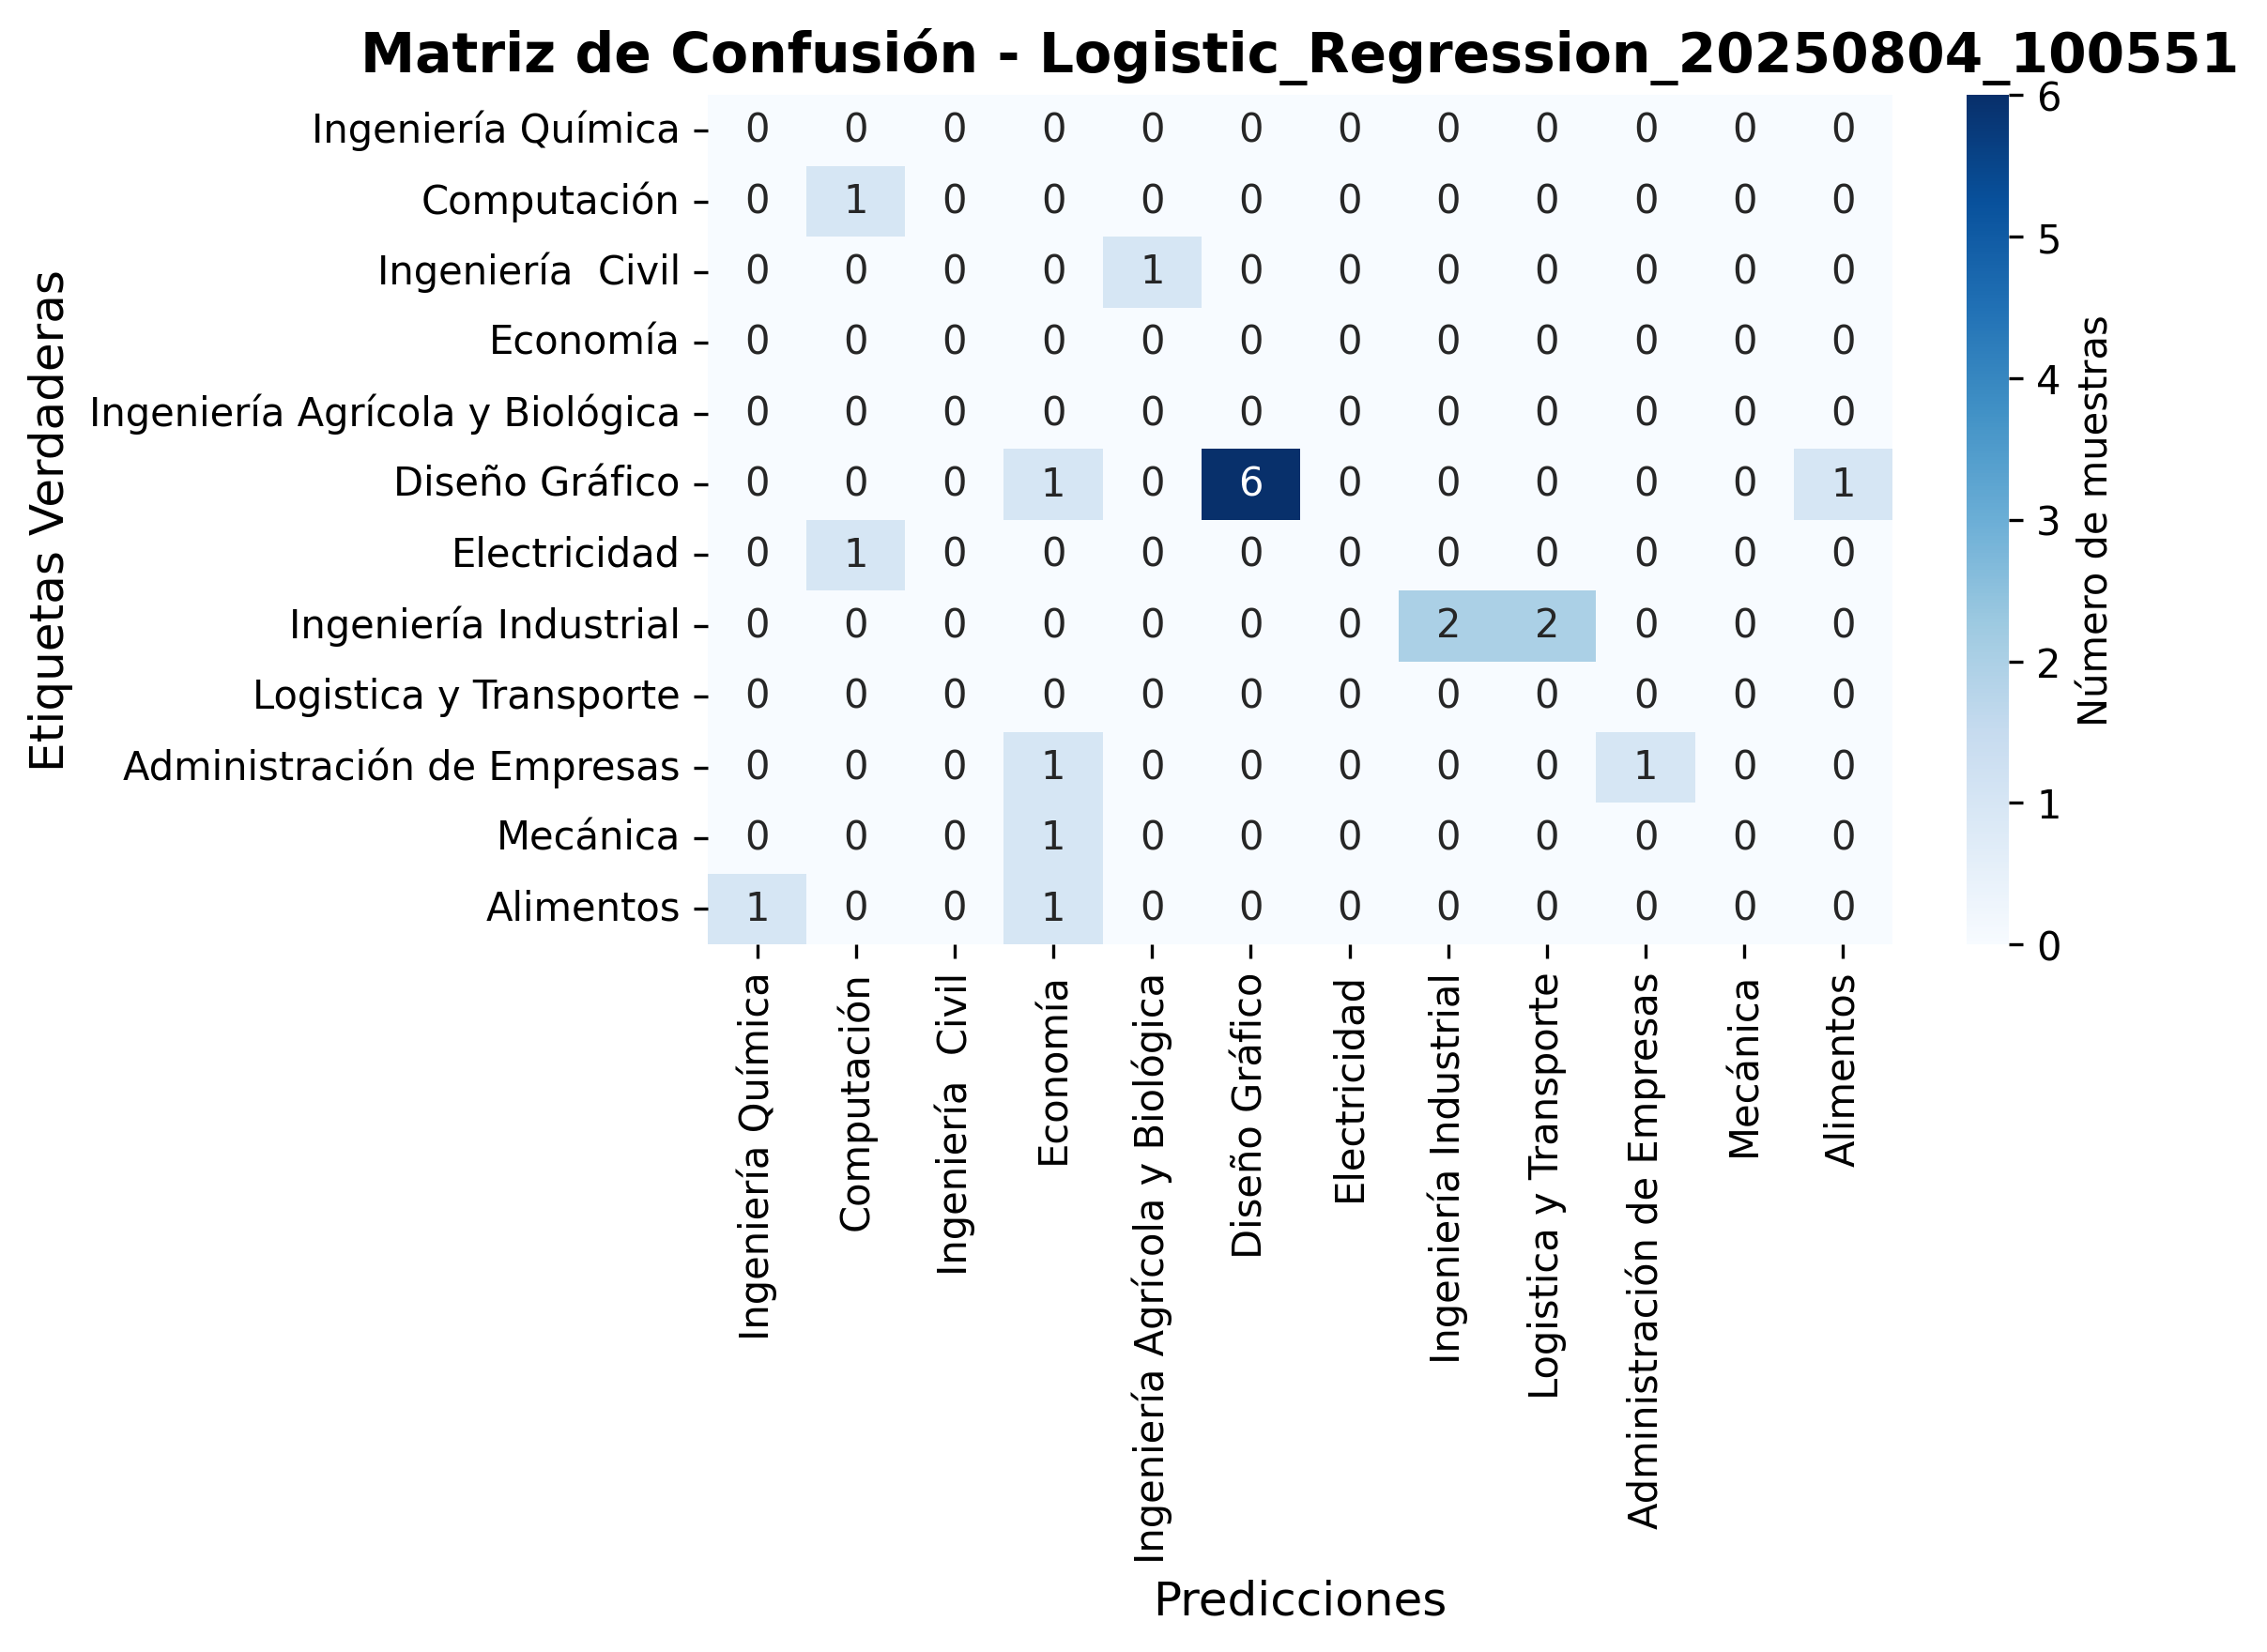 Matriz de Confusión - Logistic_Regression_20250804_100551
Etiquetas Verdaderas
Ingeniería Química 0 0 0 0 0 0 0 0 0 0 0 0
Computación 0 1 0 0 0 0 0 0 0 0 0 0
Ingeniería  Civil 0 0 0 0 1 0 0 0 0 0 0 0
Economía 0 0 0 0 0 0 0 0 0 0 0 0
Ingeniería Agrícola y Biológica 0 0 0 0 0 0 0 0 0 0 0 0
Diseño Gráfico 0 0 0 1 0 6 0 0 0 0 0 1
Electricidad 0 1 0 0 0 0 0 0 0 0 0 0
Ingeniería Industrial 0 0 0 0 0 0 0 2 2 0 0 0
Logistica y Transporte 0 0 0 0 0 0 0 0 0 0 0 0
Administración de Empresas 0 0 0 1 0 0 0 0 0 1 0 0
Mecánica 0 0 0 1 0 0 0 0 0 0 0 0
Alimentos 1 0 0 1 0 0 0 0 0 0 0 0
Ingeniería Química
Computación
Ingeniería  Civil
Economía
Ingeniería Agrícola y Biológica
Diseño Gráfico
Electricidad
Ingeniería Industrial
Logistica y Transporte
Administración de Empresas
Mecánica
Alimentos
Predicciones
6
5
4
3
2
1
0
Número de muestras